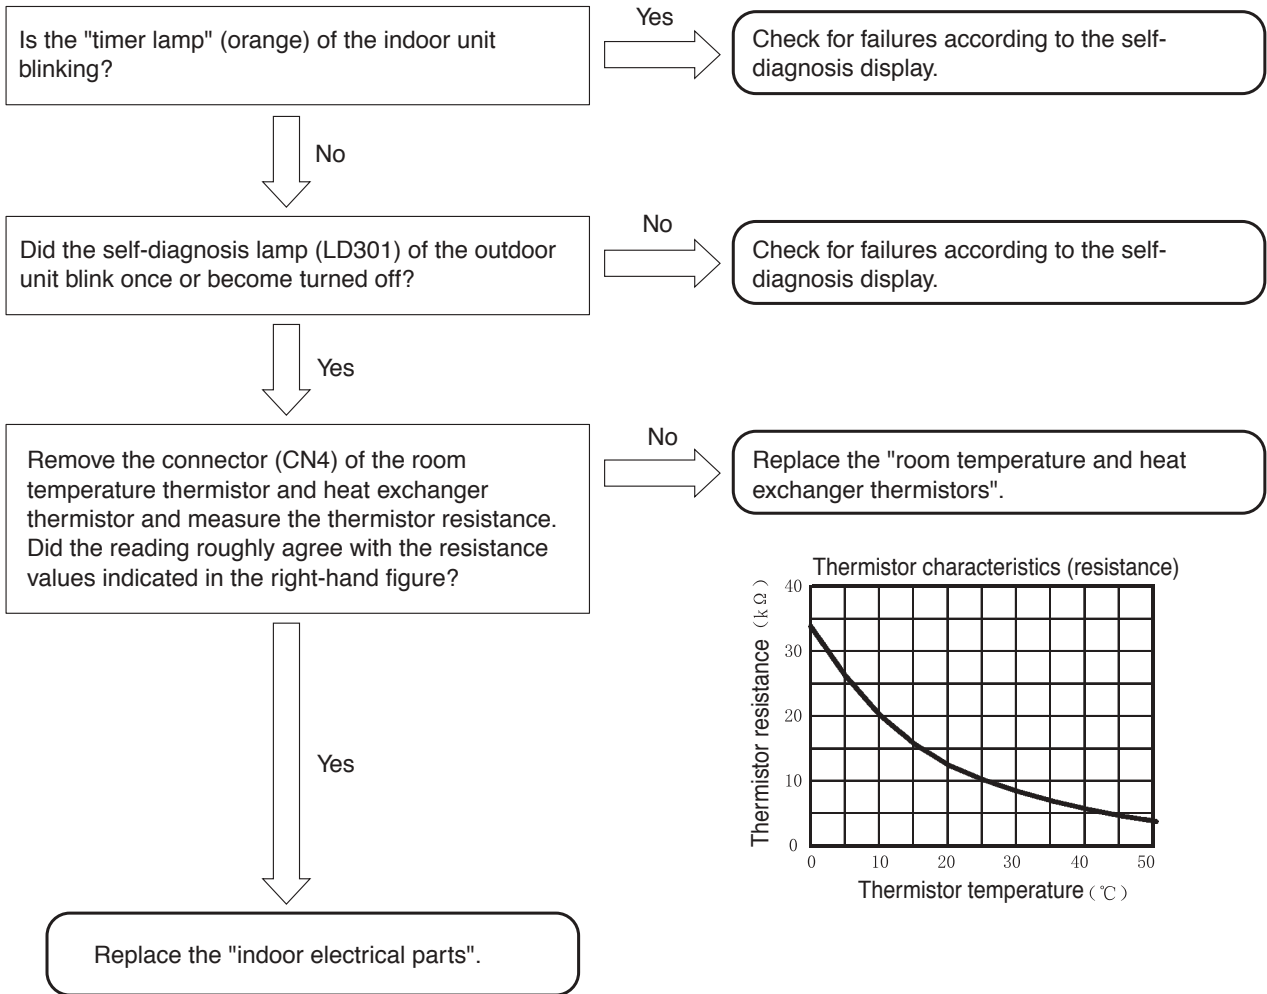 Is the "timer lamp" (orange) of the indoor unit
blinking?
Yes
Check for failures according to the self-
diagnosis display.
No
Did the self-diagnosis lamp (LD301) of the outdoor
unit blink once or become turned off?
No
Check for failures according to the self-
diagnosis display.
Yes
Remove the connector (CN4) of the room
temperature thermistor and heat exchanger
thermistor and measure the thermistor resistance.
Did the reading roughly agree with the resistance
values indicated in the right-hand figure?
No
Replace the "room temperature and heat
exchanger thermistors".
Thermistor characteristics (resistance)
Thermistor resistance (kΩ)
40
30
20
10
0
0 10 20 30 40 50
Thermistor temperature (℃)
Yes
Replace the "indoor electrical parts".